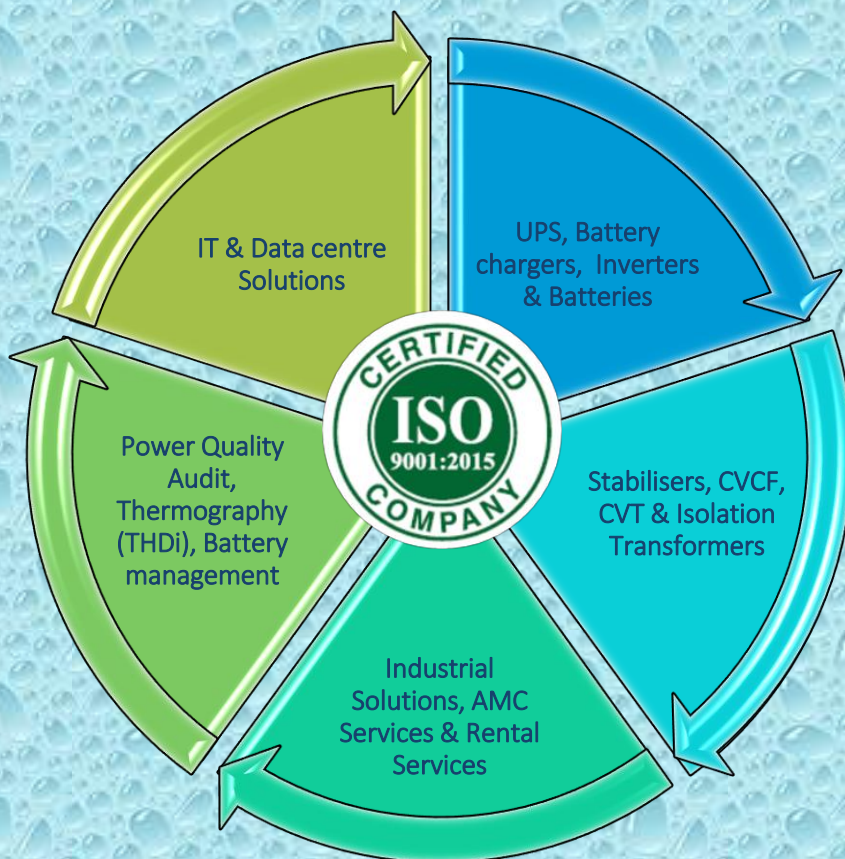 IT & Data centre
Solutions
UPS, Battery
chargers, Inverters
& Batteries
CERTIFIED
ISO
9001:2015
COMPANY
Power Quality
Audit,
Thermography
(THDi), Battery
management
Stabilisers, CVCF,
CVT & Isolation
Transformers
Industrial
Solutions, AMC
Services & Rental
Services